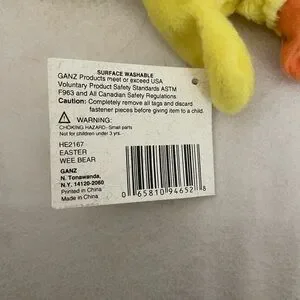 SURFACE WASHABLE
GANZ Products meet or exceed USA
Voluntary Product Safety Standards ASTM
F963 and All Canadian Safety Regulations.
Caution: Completely remove all tags and discard
fastener pieces before giving item to a child.
⚠ WARNING:
CHOKING HAZARD- Small parts
Not for children under 3 yrs.
HE2167
EASTER
WEE BEAR
GANZ
N. Tonawanda,
N.Y. 14120-2060
Printed in China
Made in China
0 65810 94652 8